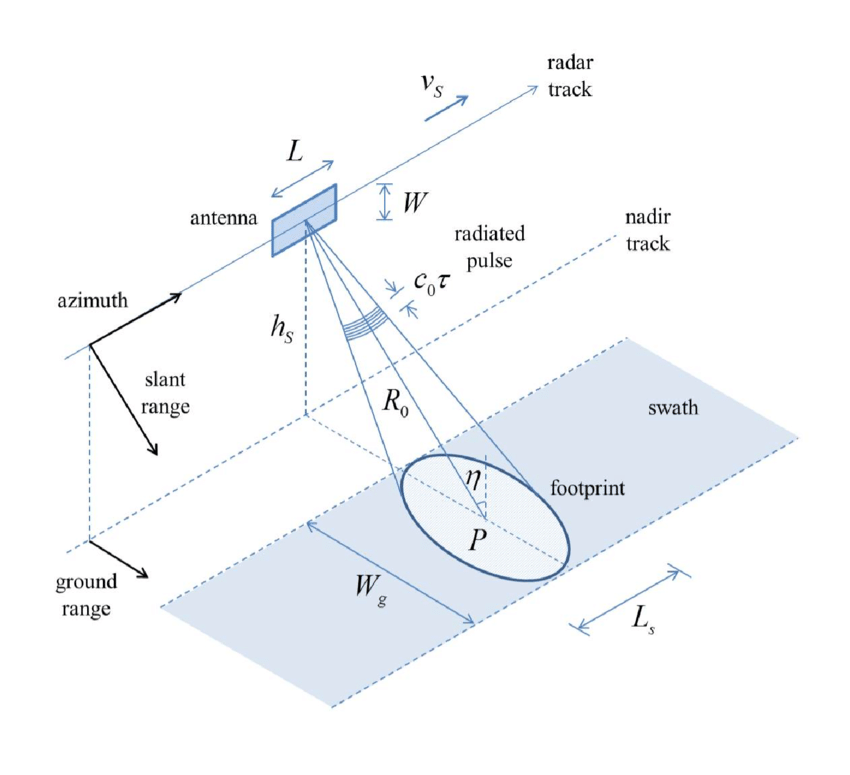 radar
track
v_S
L
W
antenna
nadir
track
radiated
pulse
c_0 τ
azimuth
h_S
slant
range
R_0
swath
η
footprint
P
ground
range
W_g
L_s